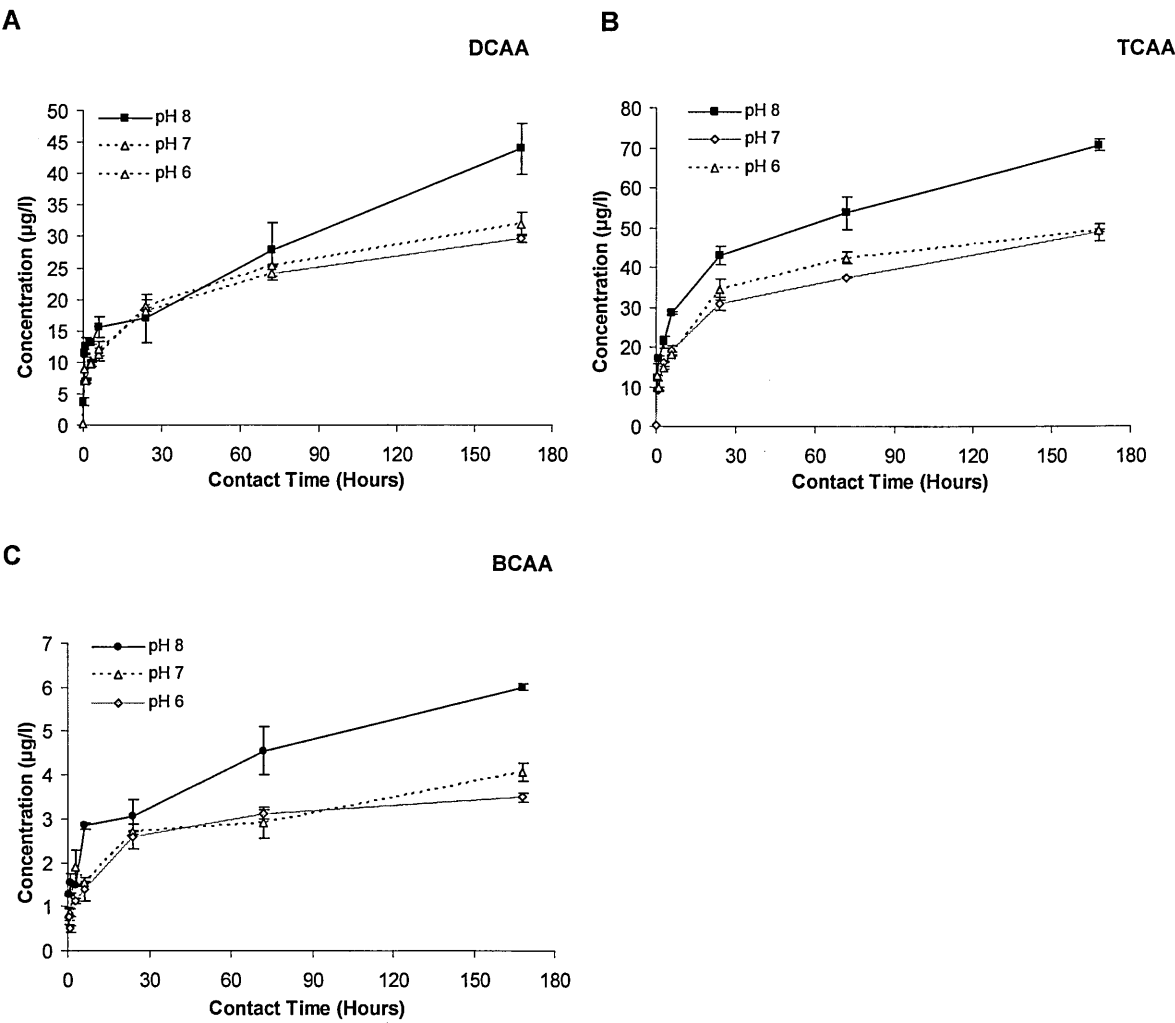 A
DCAA
50
45
40
35
30
25
20
15
10
5
0
Concentration (µg/l)
pH 8
pH 7
pH 6
0 30 60 90 120 150 180
Contact Time (Hours)
B
TCAA
80
70
60
50
40
30
20
10
0
Concentration (µg/l)
pH 8
pH 7
pH 6
0 30 60 90 120 150 180
Contact Time (Hours)
C
BCAA
7
6
5
4
3
2
1
0
Concentration (µg/l)
pH 8
pH 7
pH 6
0 30 60 90 120 150 180
Contact Time (Hours)